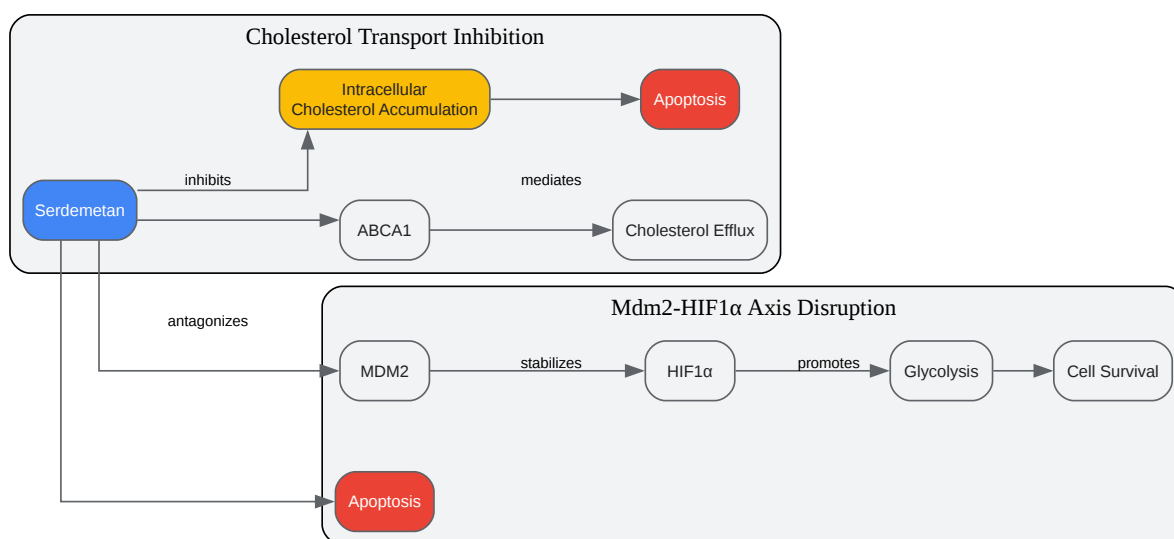 Cholesterol Transport Inhibition
Intracellular
Cholesterol Accumulation
Apoptosis
inhibits
mediates
Serdemetan
ABCA1
Cholesterol Efflux
Mdm2-HIF1α Axis Disruption
antagonizes
MDM2
stabilizes
HIF1α
promotes
Glycolysis
Cell Survival
Apoptosis